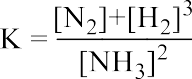 K = [N₂]+[H₂]³ / [NH₃]²